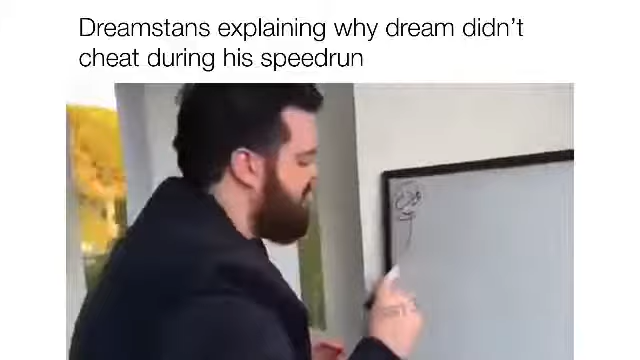 Dreamstans explaining why dream didn’t
cheat during his speedrun